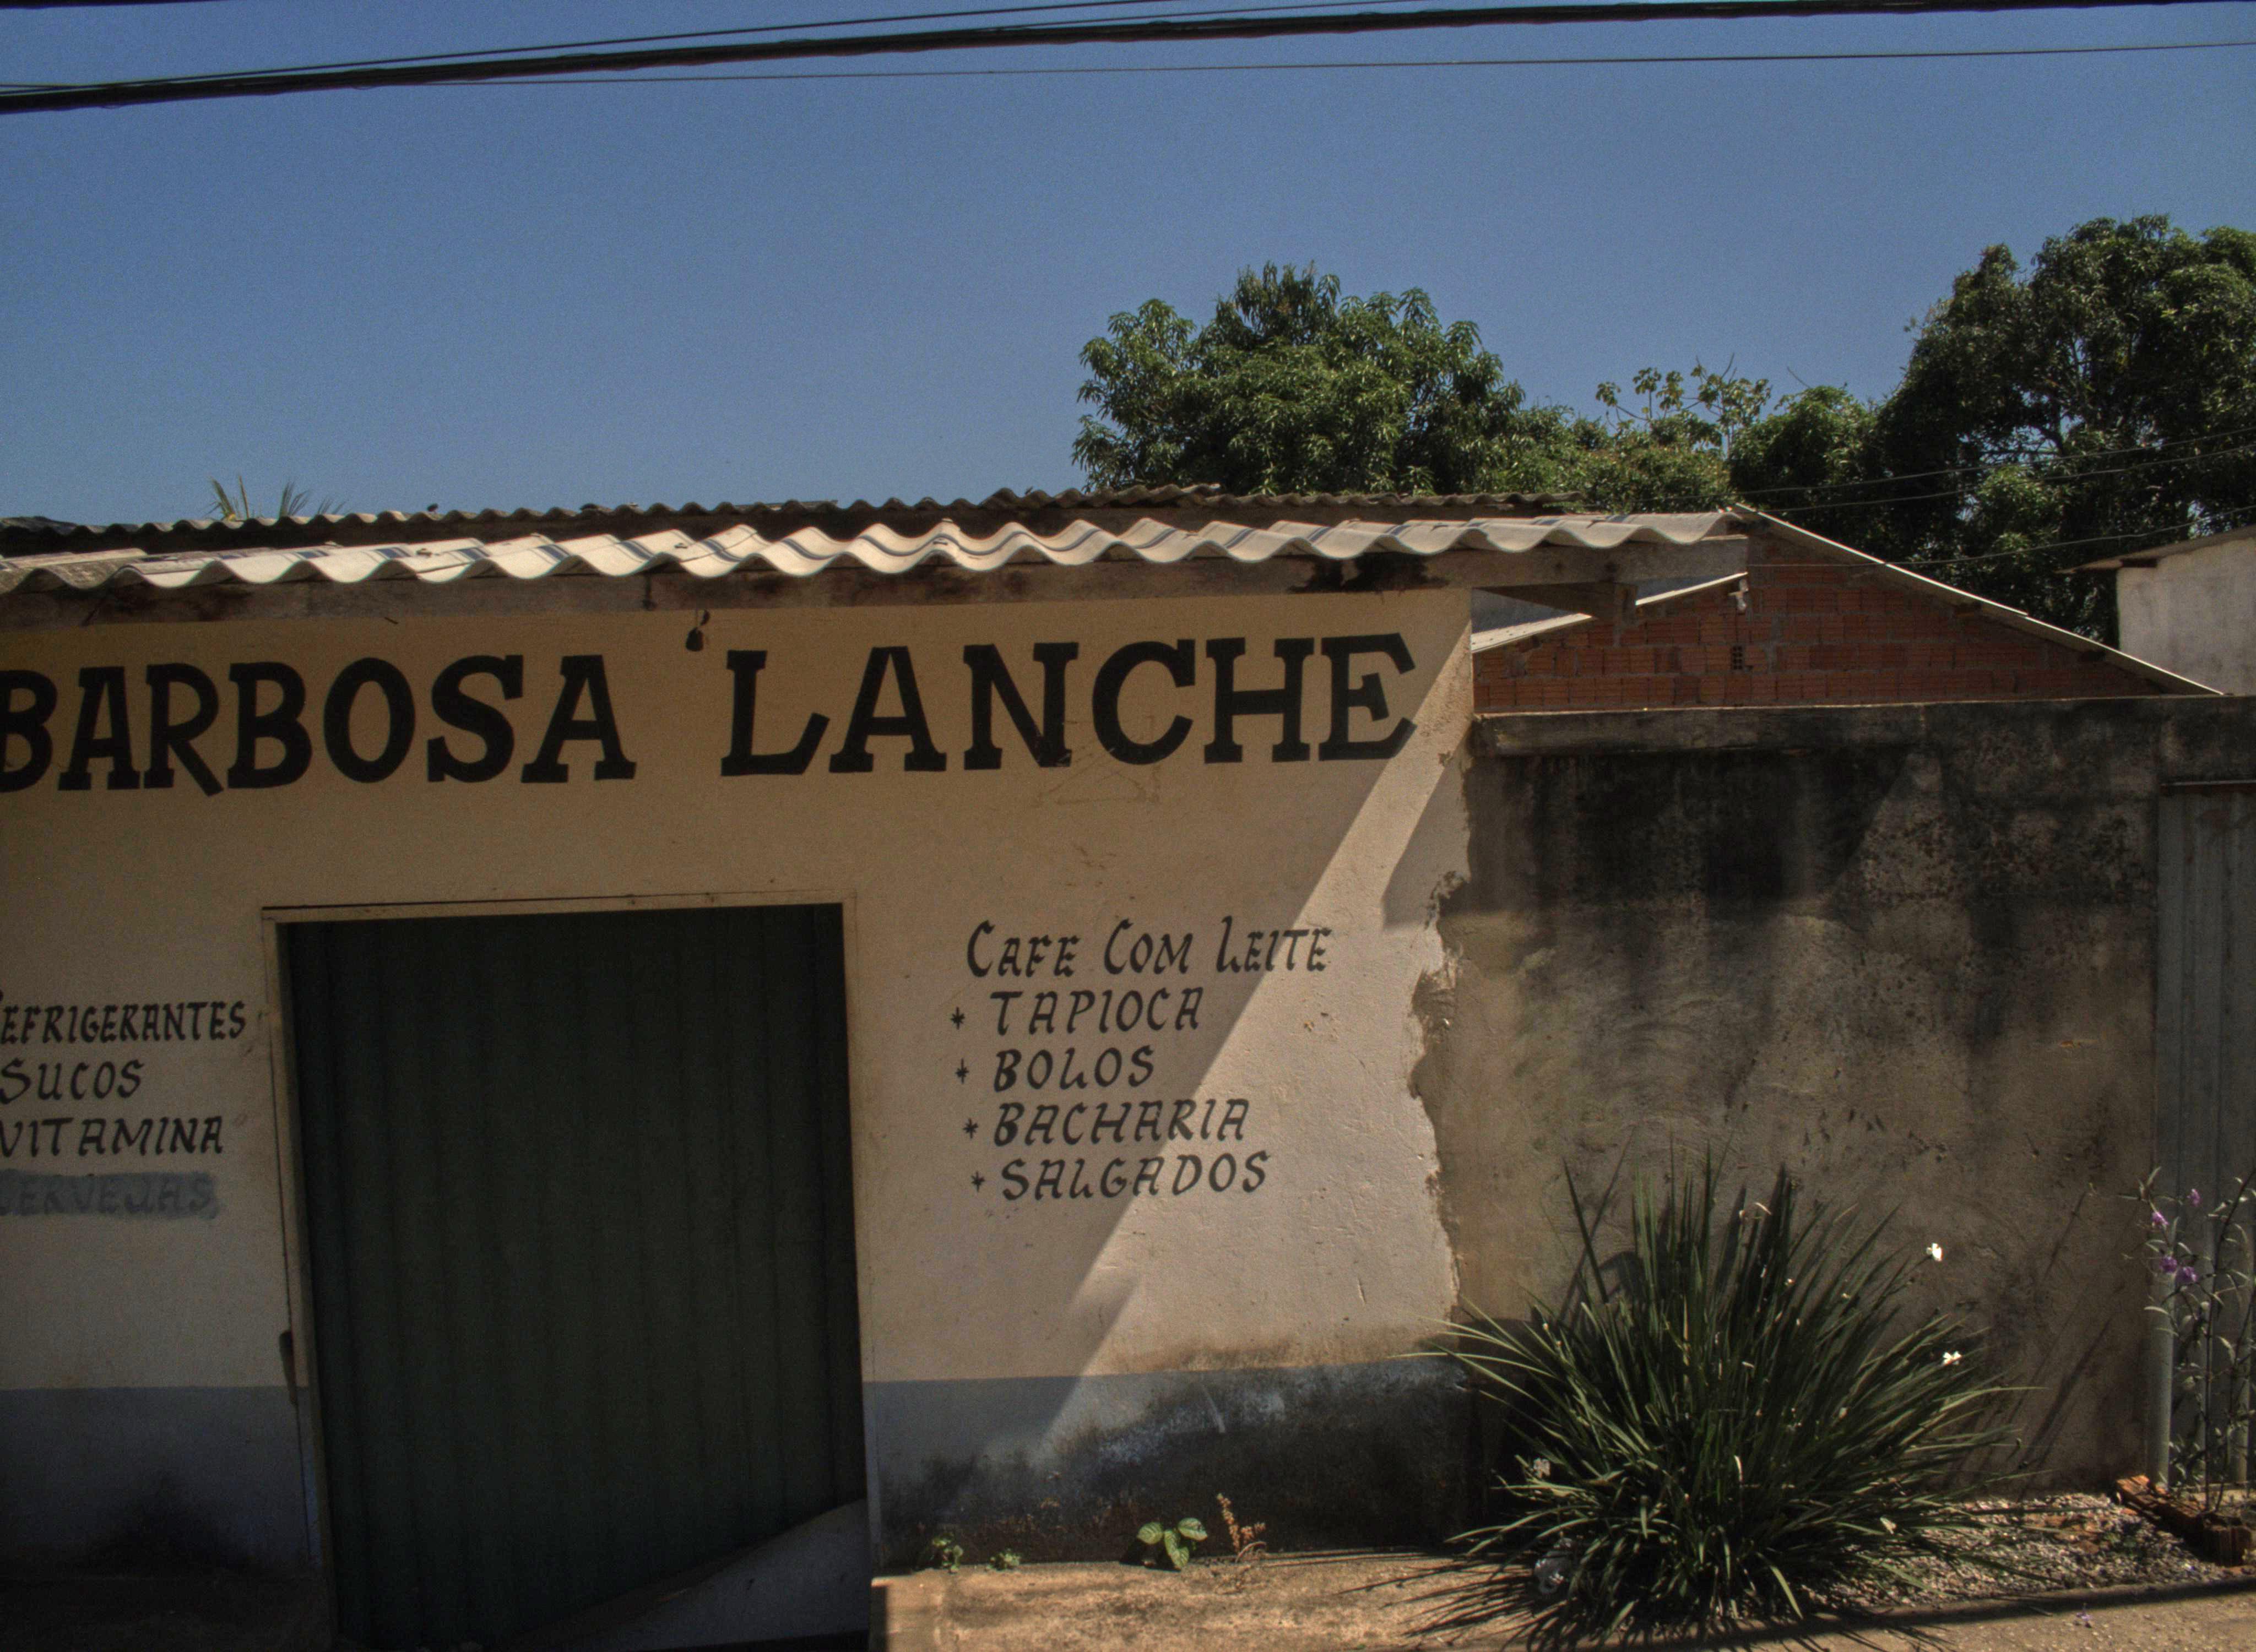 BARBOSA LANCHE
EFRIGERANTES
SUCOS
VITAMINA
CERVEJAS
CAFE COM LEITE
* TAPIOCA
* BOLOS
* BACHARIA
* SALGADOS